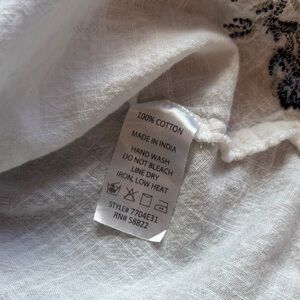 100% COTTON
MADE IN INDIA
HAND WASH
DO NOT BLEACH
LINE DRY
IRON, LOW HEAT
STYLE# 7704E31
RN# 58822